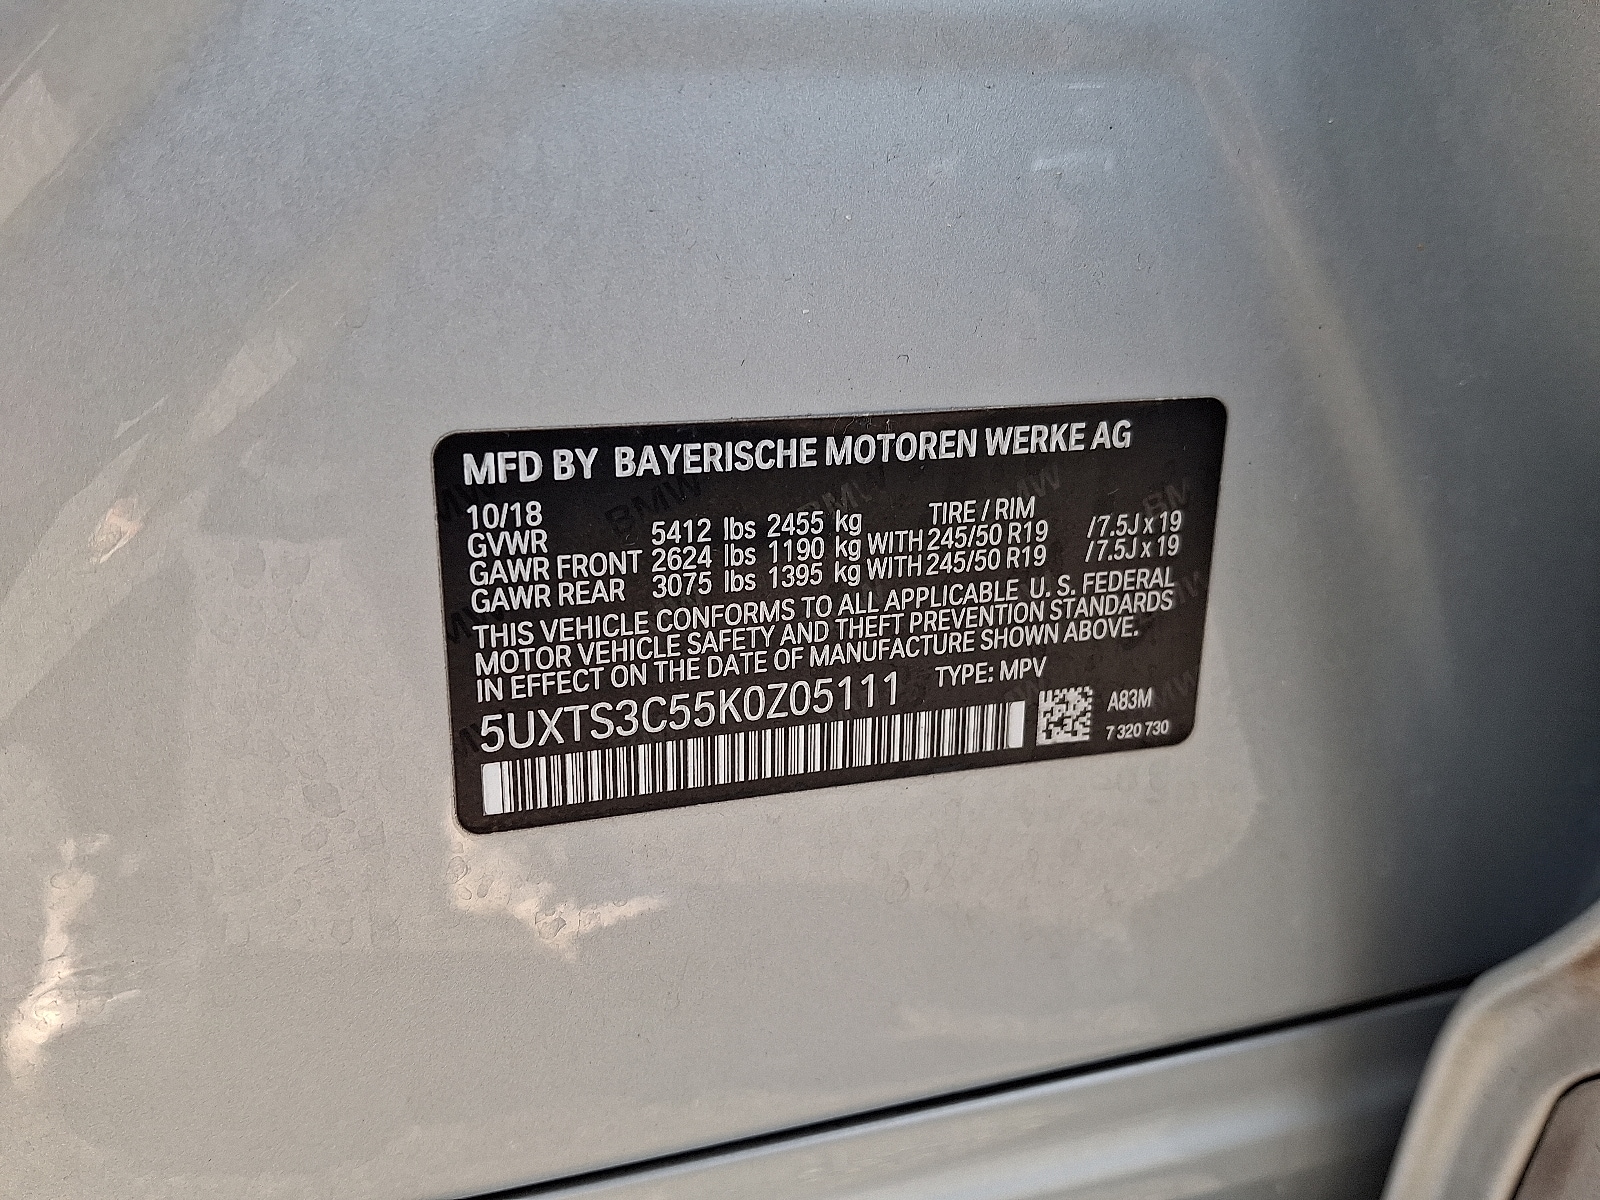 MFD BY BAYERISCHE MOTOREN WERKE AG
10/18 TIRE / RIM
GVWR 5412 lbs 2455 kg
GAWR FRONT 2624 lbs 1190 kg WITH 245/50 R19 /7.5J x 19
GAWR REAR 3075 lbs 1395 kg WITH 245/50 R19 /7.5J x 19
THIS VEHICLE CONFORMS TO ALL APPLICABLE U. S. FEDERAL
MOTOR VEHICLE SAFETY AND THEFT PREVENTION STANDARDS
IN EFFECT ON THE DATE OF MANUFACTURE SHOWN ABOVE.
5UXTS3C55K0Z05111 TYPE: MPV
A83M
7 320 730